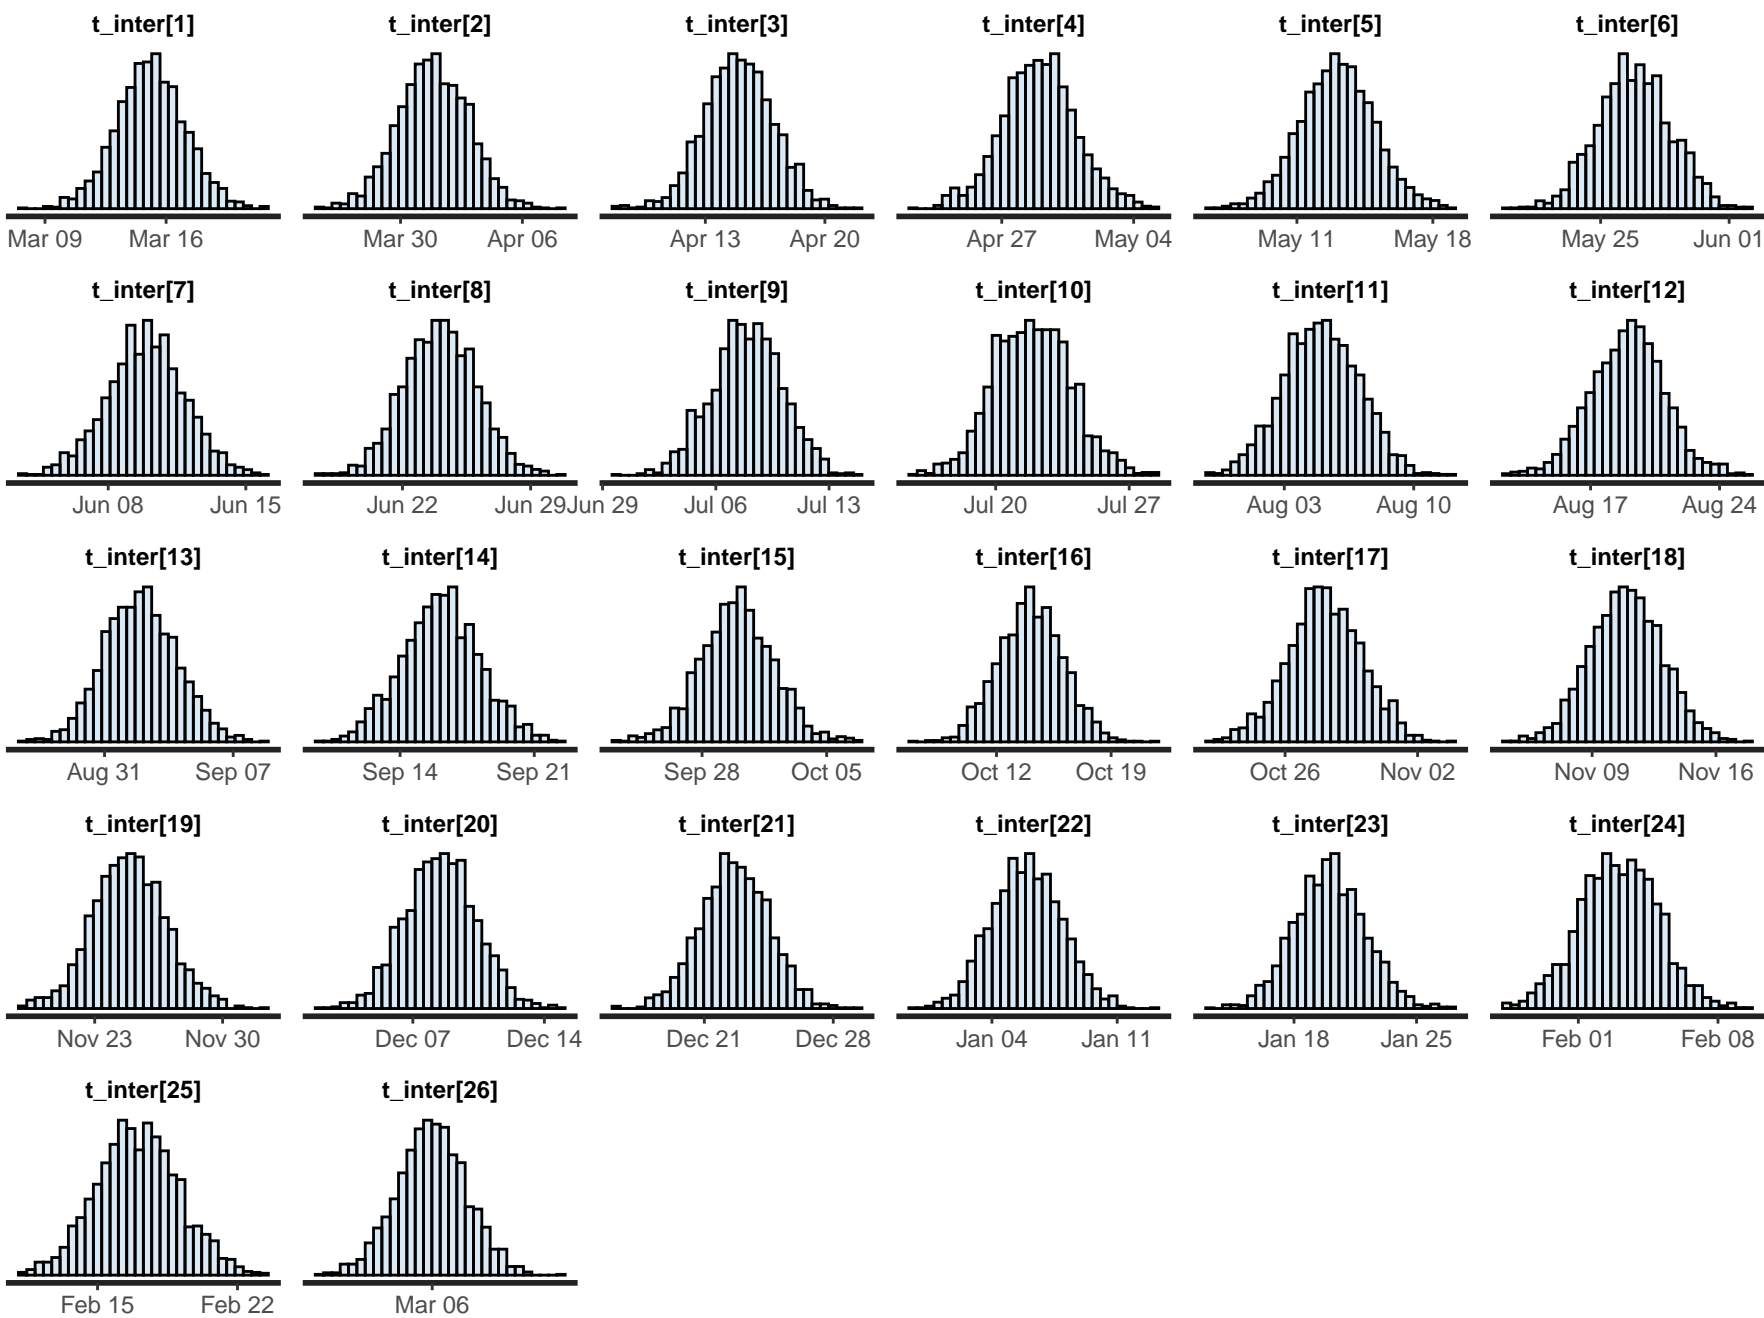 t_inter[1] t_inter[2] t_inter[3] t_inter[4] t_inter[5] t_inter[6]
Mar 09 Mar 16 Mar 30 Apr 06 Apr 13 Apr 20 Apr 27 May 04 May 11 May 18 May 25 Jun 01
t_inter[7] t_inter[8] t_inter[9] t_inter[10] t_inter[11] t_inter[12]
Jun 08 Jun 15 Jun 22 Jun 29 Jun 29 Jul 06 Jul 13 Jul 20 Jul 27 Aug 03 Aug 10 Aug 17 Aug 24
t_inter[13] t_inter[14] t_inter[15] t_inter[16] t_inter[17] t_inter[18]
Aug 31 Sep 07 Sep 14 Sep 21 Sep 28 Oct 05 Oct 12 Oct 19 Oct 26 Nov 02 Nov 09 Nov 16
t_inter[19] t_inter[20] t_inter[21] t_inter[22] t_inter[23] t_inter[24]
Nov 23 Nov 30 Dec 07 Dec 14 Dec 21 Dec 28 Jan 04 Jan 11 Jan 18 Jan 25 Feb 01 Feb 08
t_inter[25] t_inter[26]
Feb 15 Feb 22 Mar 06